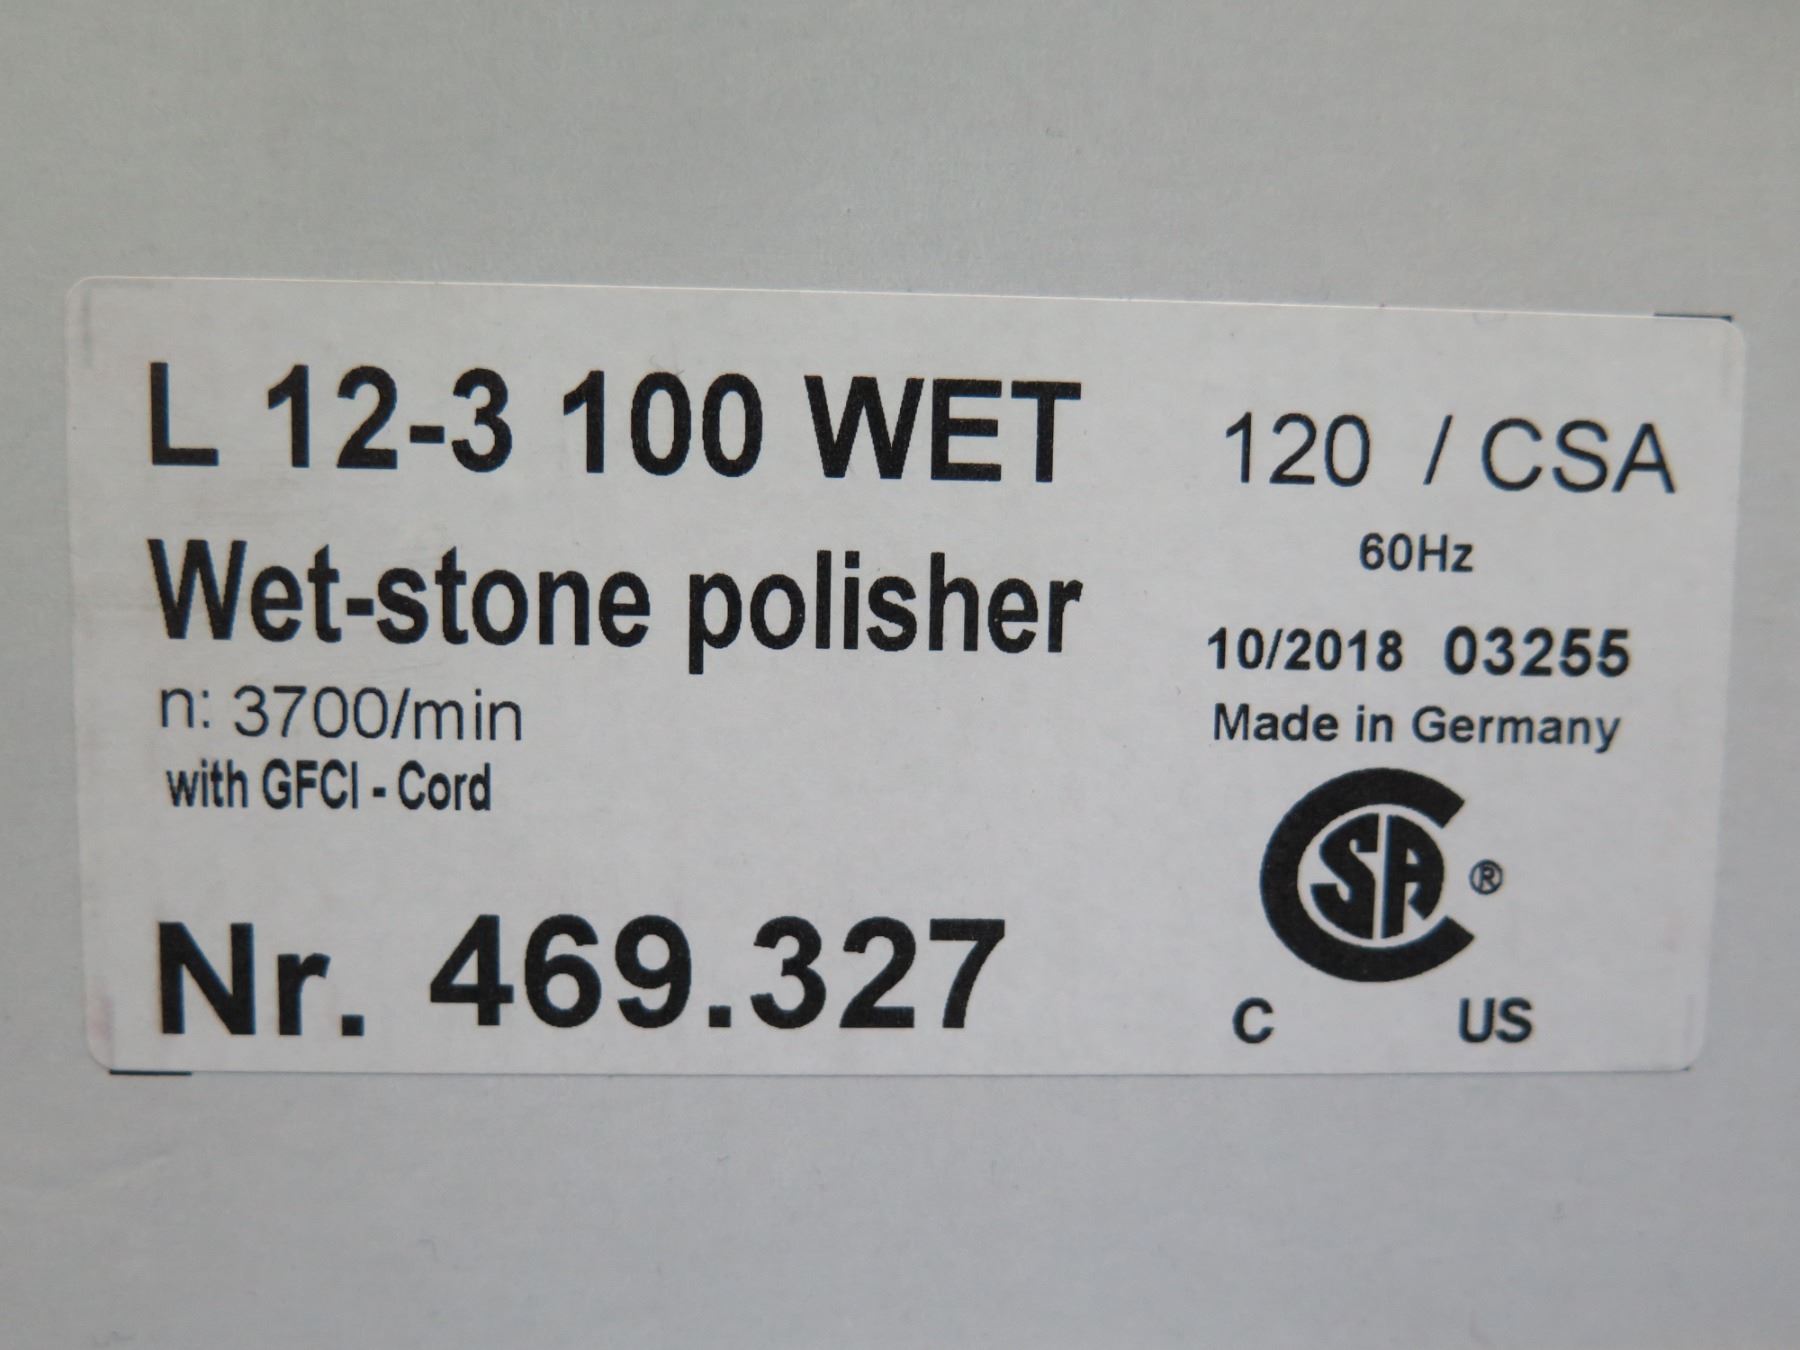 L 12-3 100 WET
Wet-stone polisher
n: 3700/min
with GFCI - Cord
Nr. 469.327
120 / CSA
60Hz
10/2018 03255
Made in Germany
CSA ®
C US